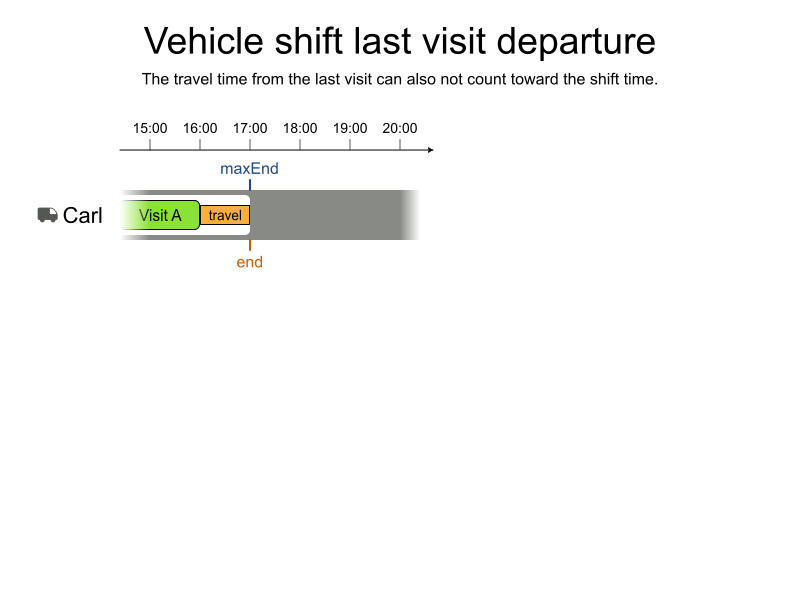 Vehicle shift last visit departure
The travel time from the last visit can also not count toward the shift time.
15:00 16:00 17:00 18:00 19:00 20:00
maxEnd
Carl Visit A travel
end